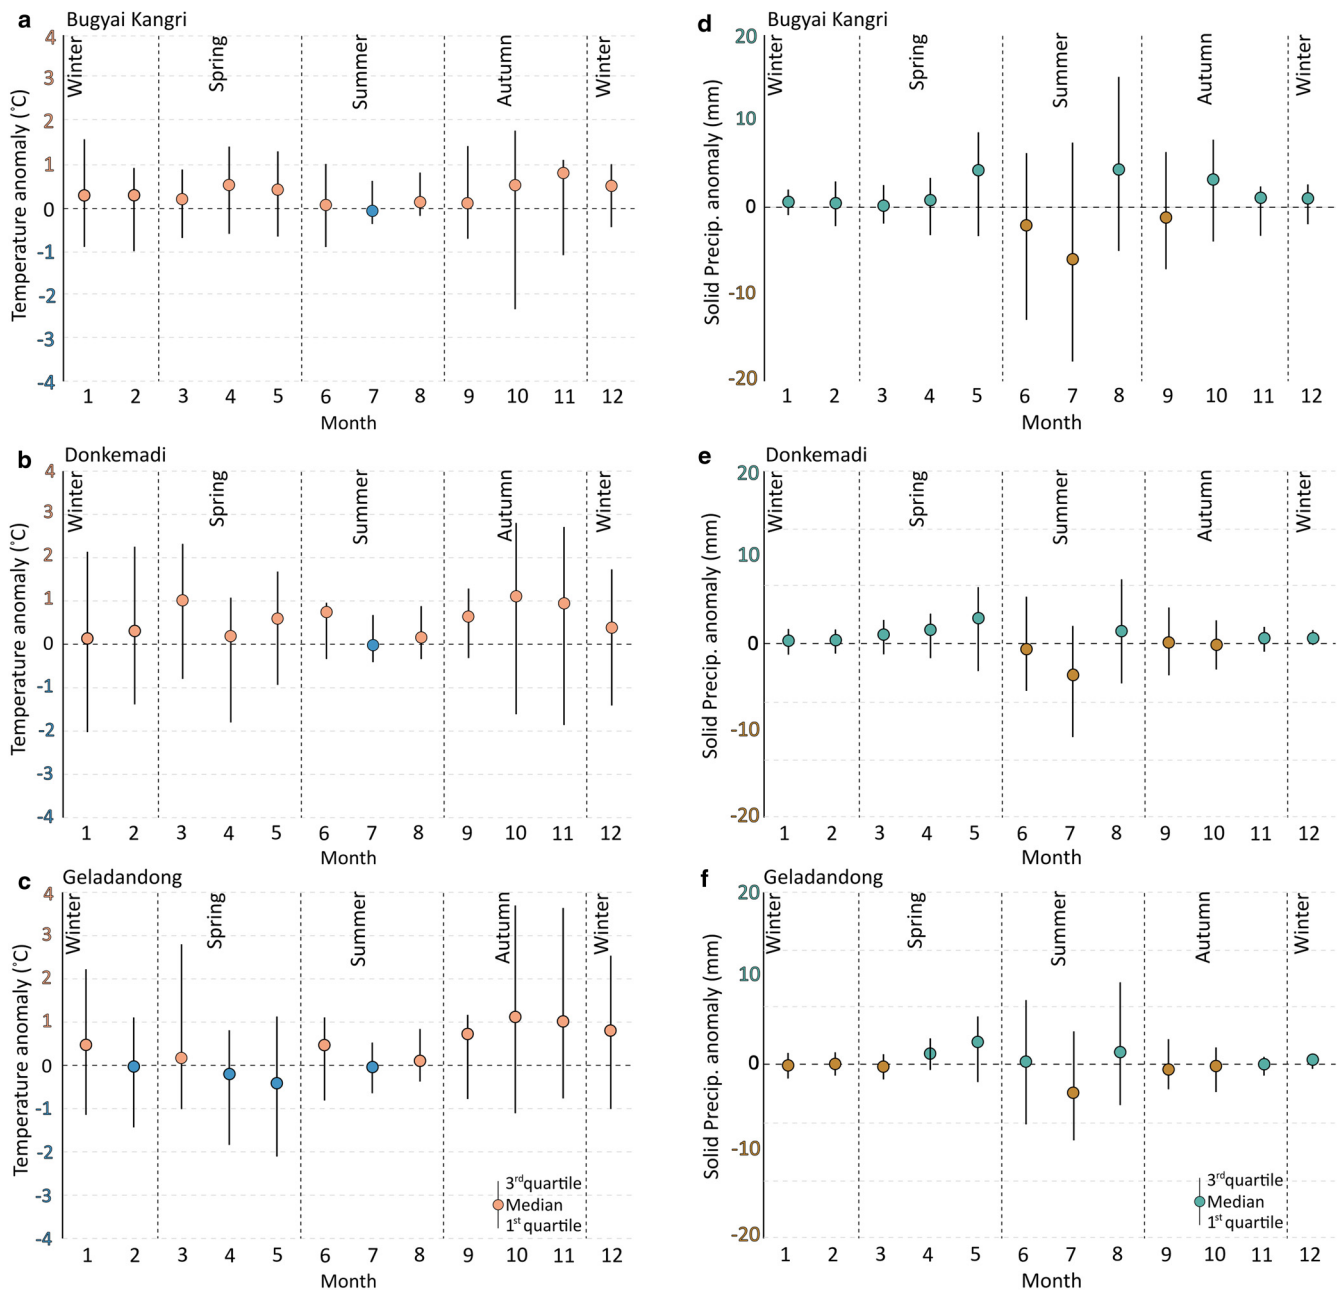 a Bugyai Kangri
Temperature anomaly (˚C)
4
3
2
1
0
-1
-2
-3
-4
Winter
Spring
Summer
Autumn
Winter
1 2 3 4 5 6 7 8 9 10 11 12
Month
d Bugyai Kangri
Solid Precip. anomaly (mm)
20
10
0
-10
-20
Winter
Spring
Summer
Autumn
Winter
1 2 3 4 5 6 7 8 9 10 11 12
Month
b Donkemadi
Temperature anomaly (˚C)
4
3
2
1
0
-1
-2
-3
-4
Winter
Spring
Summer
Autumn
Winter
1 2 3 4 5 6 7 8 9 10 11 12
Month
e Donkemadi
Solid Precip. anomaly (mm)
20
10
0
-10
-20
Winter
Spring
Summer
Autumn
Winter
1 2 3 4 5 6 7 8 9 10 11 12
Month
c Geladandong
Temperature anomaly (˚C)
4
3
2
1
0
-1
-2
-3
-4
Winter
Spring
Summer
Autumn
Winter
3rd quartile
Median
1st quartile
1 2 3 4 5 6 7 8 9 10 11 12
Month
f Geladandong
Solid Precip. anomaly (mm)
20
10
0
-10
-20
Winter
Spring
Summer
Autumn
Winter
3rd quartile
Median
1st quartile
1 2 3 4 5 6 7 8 9 10 11 12
Month